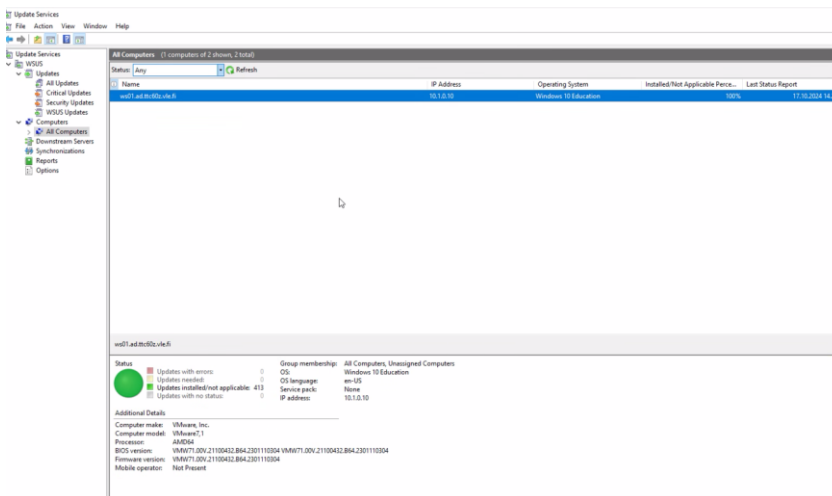 Update Services
File Action View Window Help
Update Services
WSUS
Updates
All Updates
Critical Updates
Security Updates
WSUS Updates
Computers
All Computers
Downstream Servers
Synchronizations
Reports
Options
All Computers (1 computers of 2 shown, 2 total)
Status: Any Refresh
Name IP Address Operating System Installed/Not Applicable Perce... Last Status Report
ws01.ad.ttc60z.vle.fi 10.1.0.10 Windows 10 Education 100% 17.10.2024 14.
ws01.ad.ttc60z.vle.fi
Status
Updates with errors: 0
Updates needed: 0
Updates installed/not applicable: 413
Updates with no status: 0
Group membership: All Computers, Unassigned Computers
OS: Windows 10 Education
OS language: en-US
Service pack: None
IP address: 10.1.0.10
Additional Details
Computer make: VMware, Inc.
Computer model: VMware7,1
Processor: AMD64
BIOS version: VMW71.00V.21100432.B64.2301110304 VMW71.00V.21100432.B64.2301110304
Firmware version: VMW71.00V.21100432.B64.2301110304
Mobile operator: Not Present